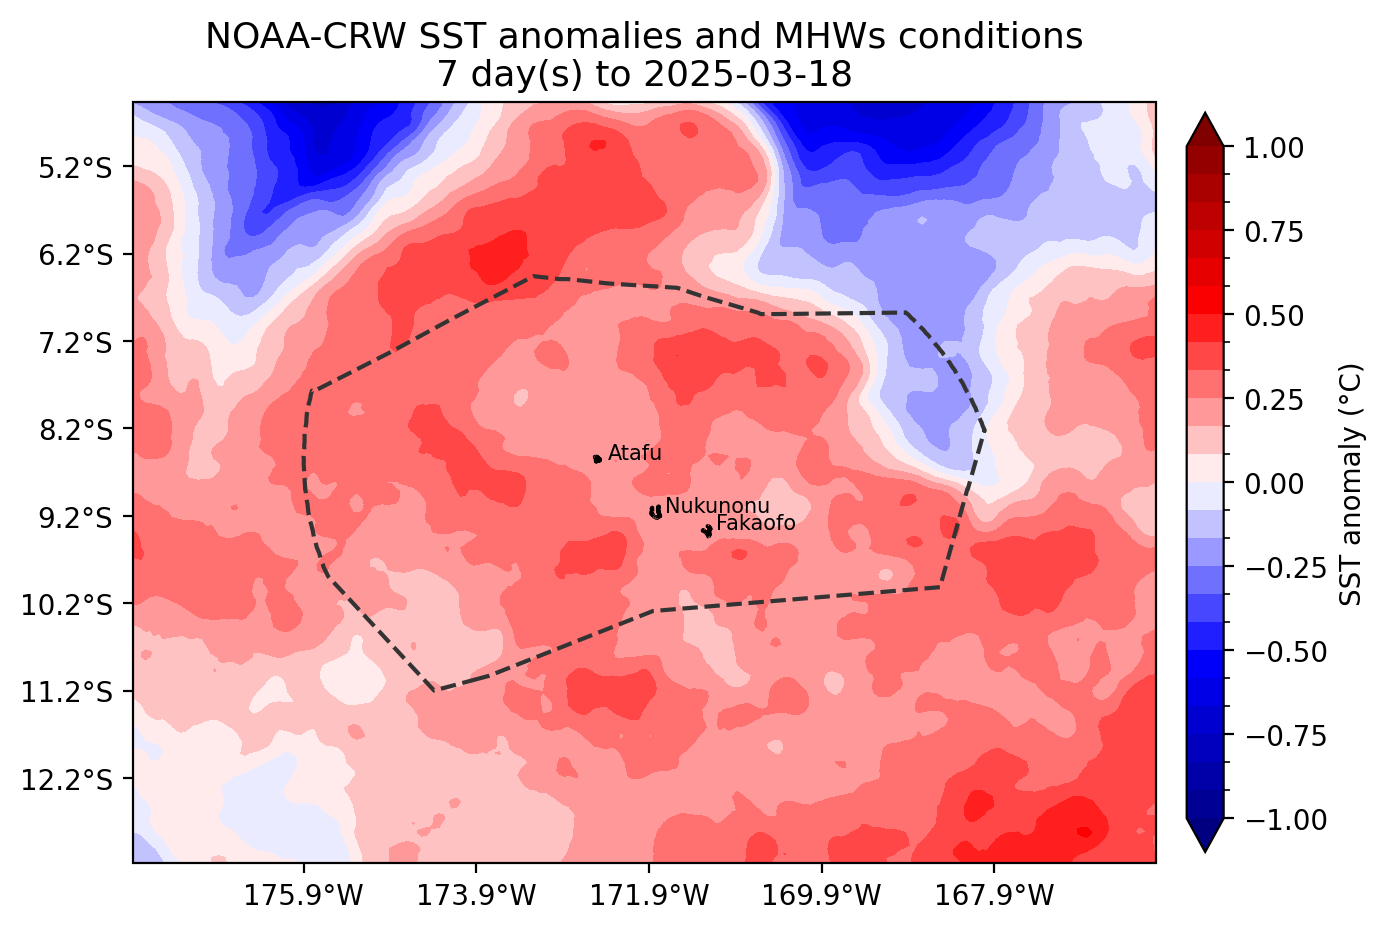 NOAA-CRW SST anomalies and MHWs conditions
7 day(s) to 2025-03-18
5.2°S
6.2°S
7.2°S
8.2°S
9.2°S
10.2°S
11.2°S
12.2°S
Atafu
Nukunonu
Fakaofo
175.9°W
173.9°W
171.9°W
169.9°W
167.9°W
1.00
0.75
0.50
0.25
0.00
−0.25
−0.50
−0.75
−1.00
SST anomaly (°C)